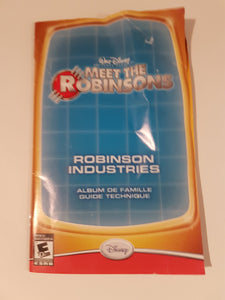 Walt Disney
MEET THE
ROBINSONS
ROBINSON
INDUSTRIES
ALBUM DE FAMILLE
GUIDE TECHNIQUE
E
Disney